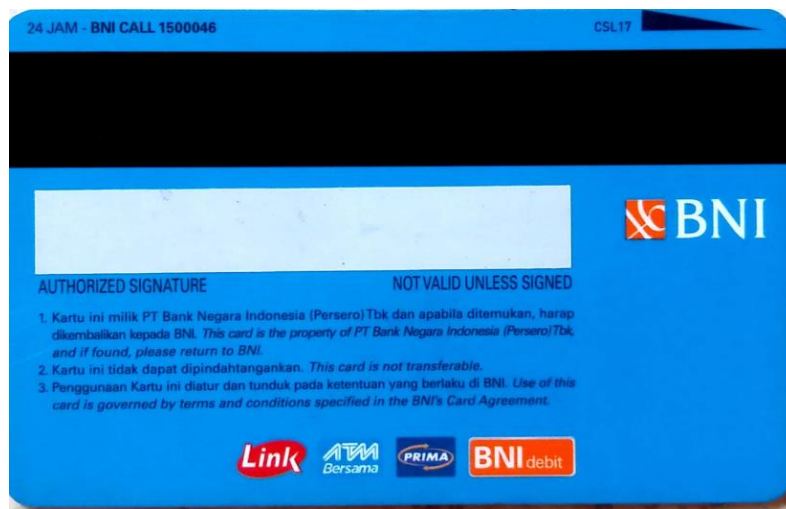 24 JAM - BNI CALL 1500046
CSL17
BNI
AUTHORIZED SIGNATURE NOT VALID UNLESS SIGNED
1. Kartu ini milik PT Bank Negara Indonesia (Persero) Tbk dan apabila ditemukan, harap
dikembalikan kepada BNI. This card is the property of PT Bank Negara Indonesia (Persero) Tbk,
and if found, please return to BNI.
2. Kartu ini tidak dapat dipindahtangankan. This card is not transferable.
3. Penggunaan Kartu ini diatur dan tunduk pada ketentuan yang berlaku di BNI. Use of this
card is governed by terms and conditions specified in the BNI's Card Agreement.
Link
ATM
Bersama
PRIMA
BNI debit